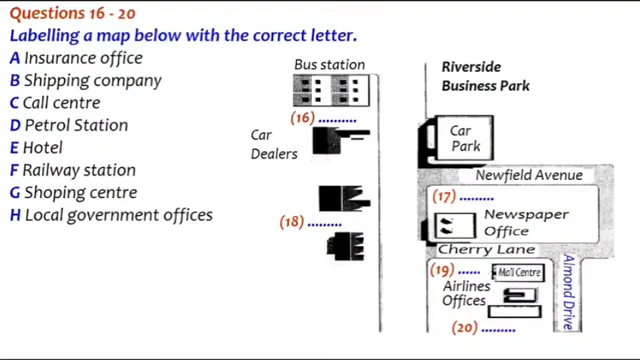 Questions 16 - 20
Labelling a map below with the correct letter.
A Insurance office
B Shipping company
C Call centre
D Petrol Station
E Hotel
F Railway station
G Shoping centre
H Local government offices
Bus station
(16) ..........
Car
Dealers
(18) .........
Riverside
Business Park
Car
Park
Newfield Avenue
(17) .........
Newspaper
Office
Cherry Lane
(19) ......
Mail Centre
Airlines
Offices
(20) .........
Almond Drive